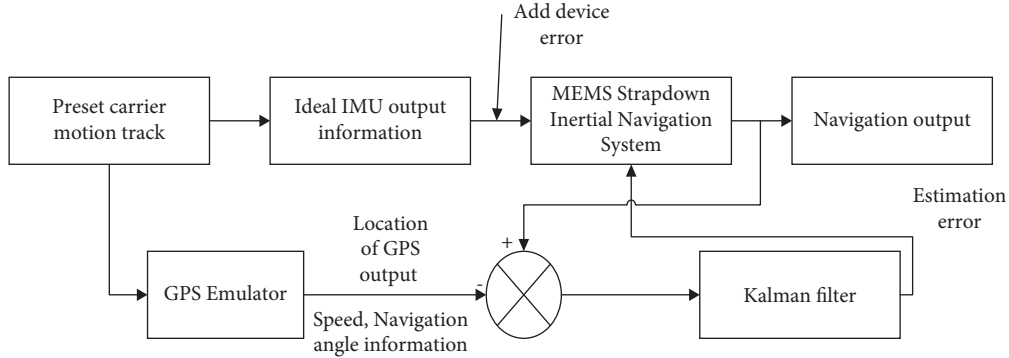 Add device
error
Preset carrier
motion track
Ideal IMU output
information
MEMS Strapdown
Inertial Navigation
System
Navigation output
Estimation
error
Location
of GPS
output
+
-
GPS Emulator
Speed, Navigation
angle information
Kalman filter